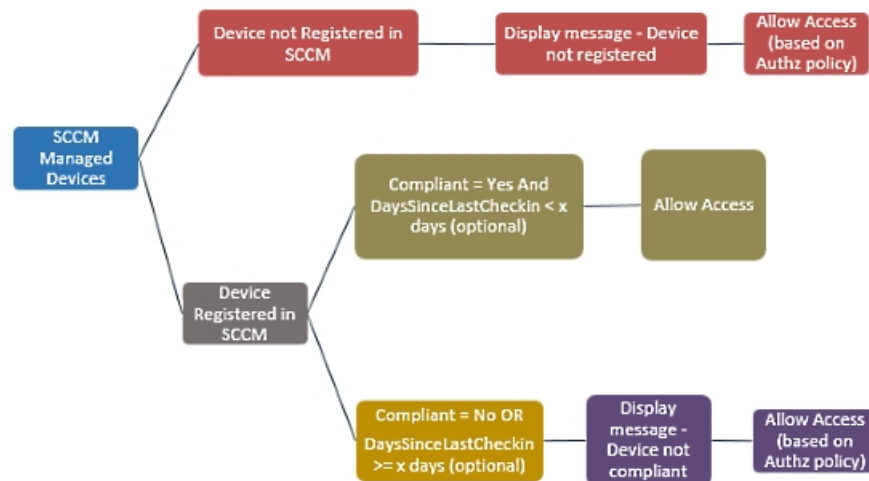 Device not Registered in
SCCM
Display message - Device
not registered
Allow Access
(based on
Authz policy)
SCCM
Managed
Devices
Compliant = Yes And
DaysSinceLastCheckin < x
days (optional)
Allow Access
Device
Registered in
SCCM
Compliant = No OR
DaysSinceLastCheckin
>= x days (optional)
Display
message -
Device not
compliant
Allow Access
(based on
Authz policy)